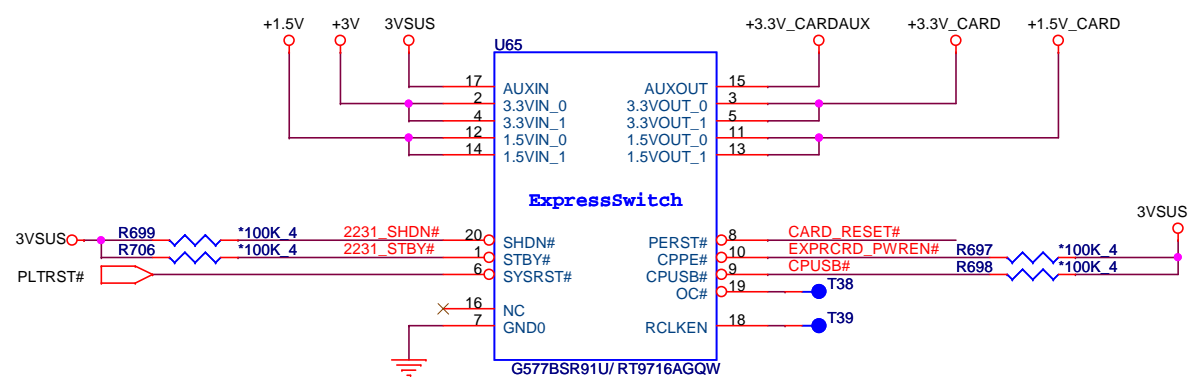 +1.5V +3V 3VSUS +3.3V_CARDAUX +3.3V_CARD +1.5V_CARD
U65
17 AUXIN AUXOUT 15
2 3.3VIN_0 3.3VOUT_0 3
4 3.3VIN_1 3.3VOUT_1 5
12 1.5VIN_0 1.5VOUT_0 11
14 1.5VIN_1 1.5VOUT_1 13
ExpressSwitch
3VSUS
3VSUS R699 *100K_4 2231_SHDN# 20 SHDN# PERST# 8 CARD_RESET#
R706 *100K_4 2231_STBY# 1 STBY# CPPE# 10 EXPRCRD_PWREN# R697 *100K_4
PLTRST# 6 SYSRST# CPUSB# 9 CPUSB# R698 *100K_4
OC# 19 T38
16 NC
7 GND0 RCLKEN 18 T39
G577BSR91U/ RT9716AGQW